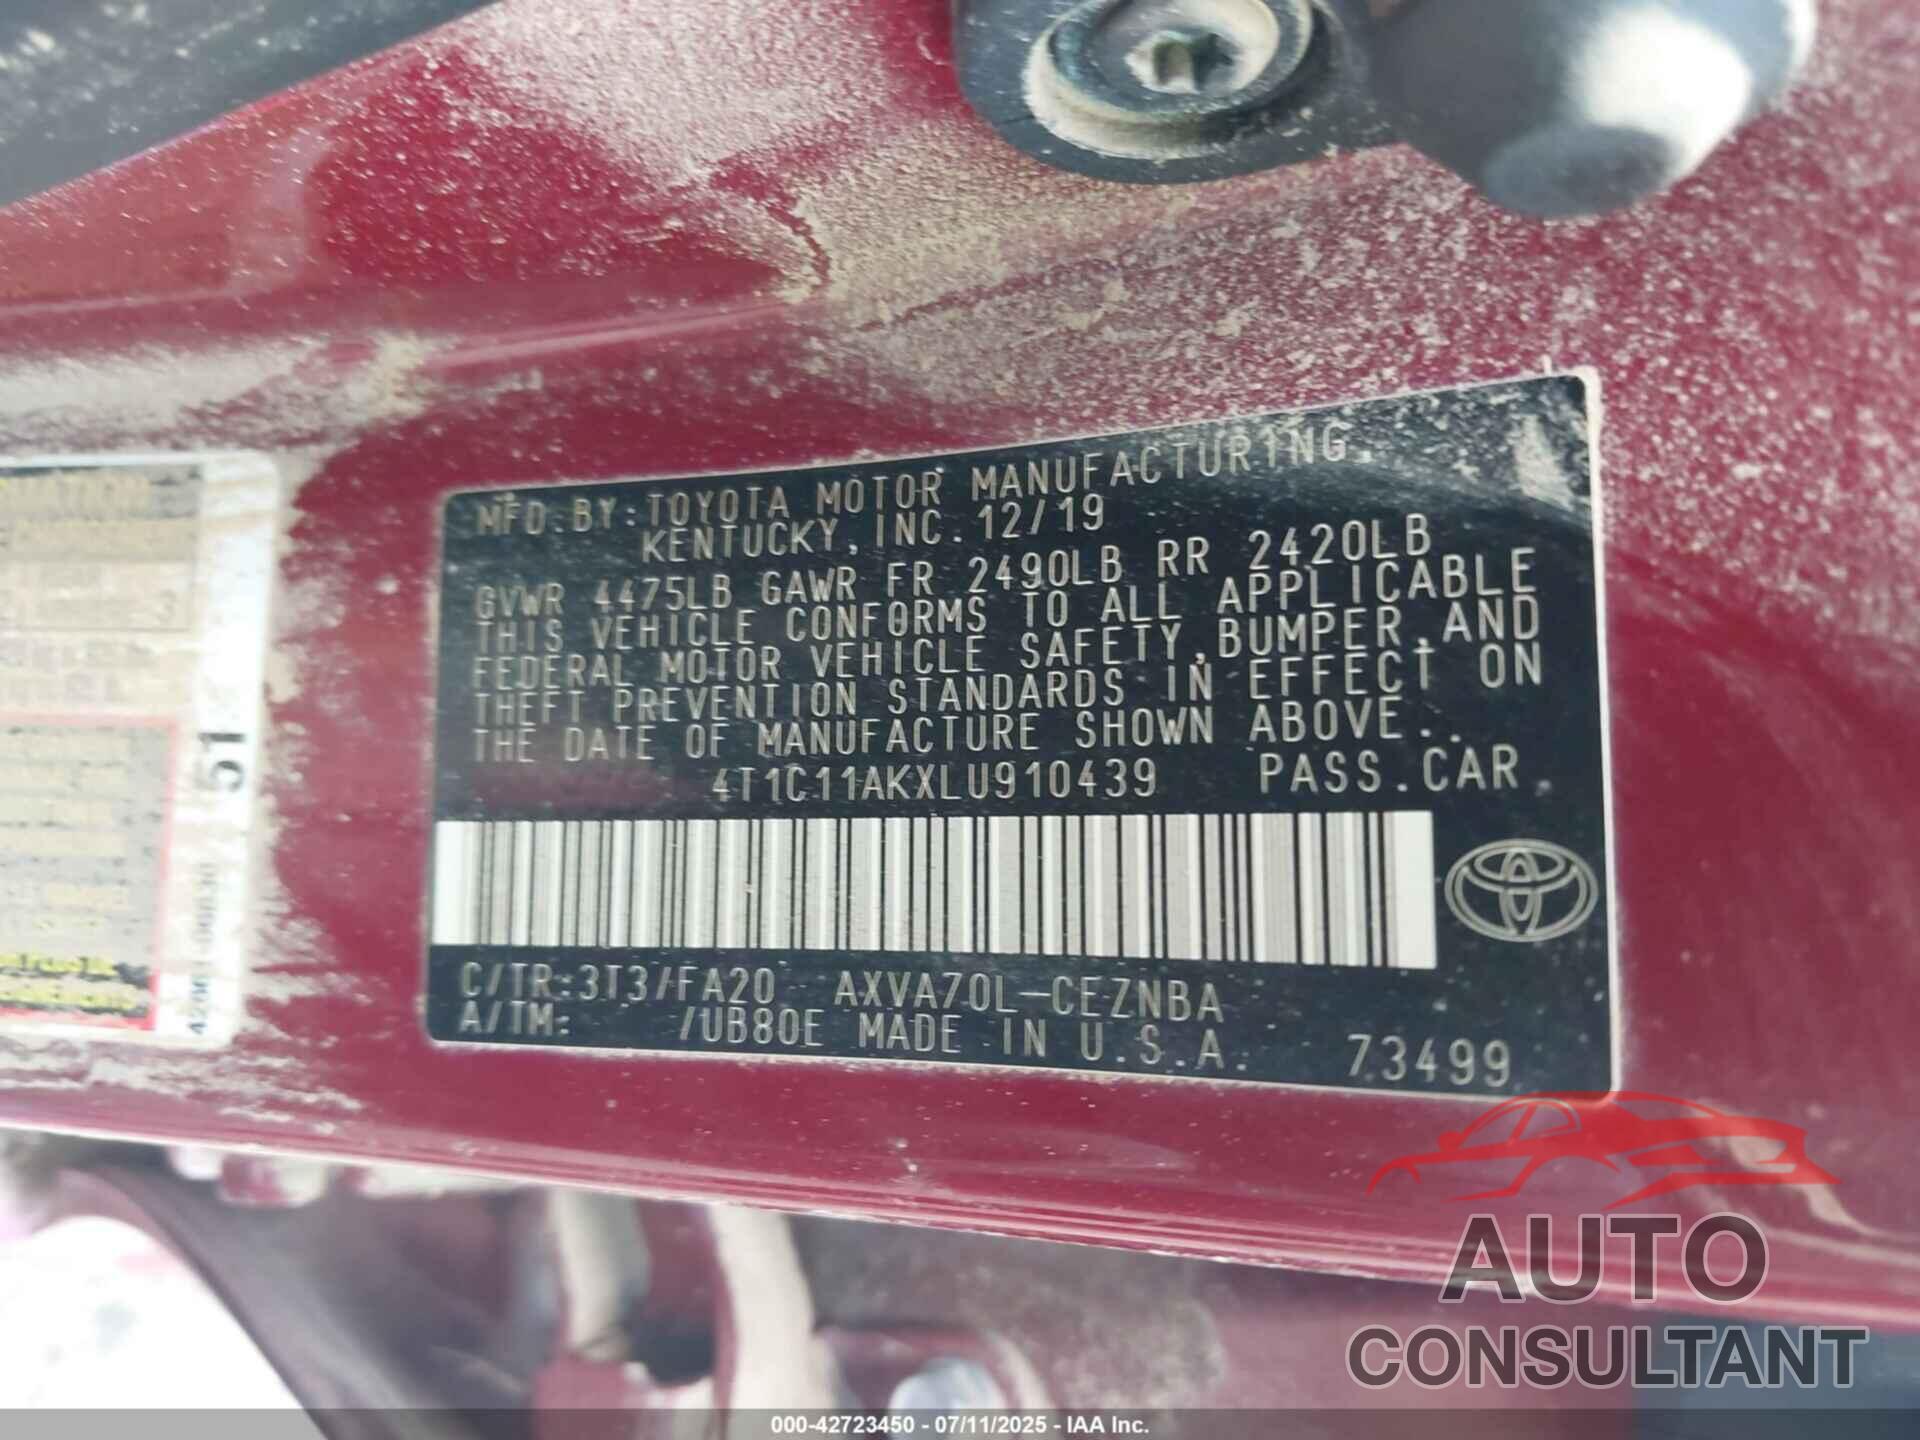 MFD.BY:TOYOTA MOTOR MANUFACTURING.
KENTUCKY, INC. 12/19
GVWR 4475LB GAWR FR 2490LB RR 2420LB
THIS VEHICLE CONFORMS TO ALL APPLICABLE
FEDERAL MOTOR VEHICLE SAFETY,BUMPER,AND
THEFT PREVENTION STANDARDS IN EFFECT ON
THE DATE OF MANUFACTURE SHOWN ABOVE..
4T1C11AKXLU910439 PASS.CAR
C/TR:3T3/FA20 AXVA70L-CEZNBA
A/TM: /UB80E MADE IN U.S.A. 73499
51
AUTO
CONSULTANT
000-42723450 - 07/11/2025 - IAA Inc.